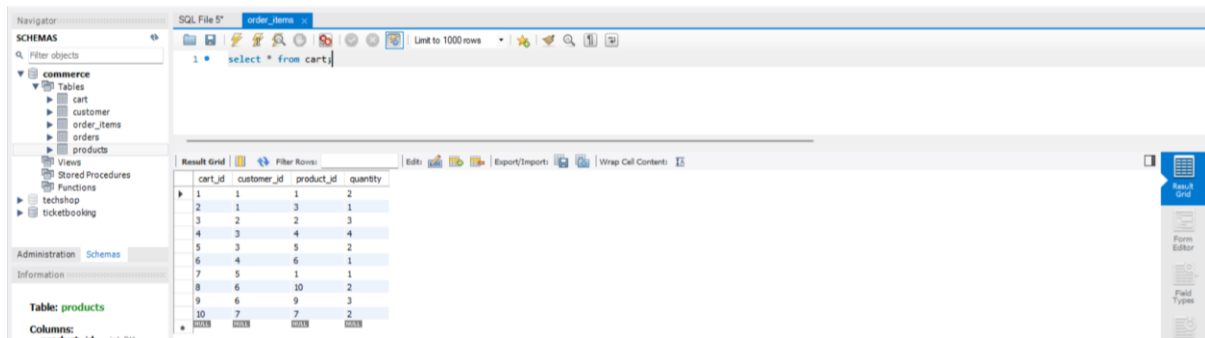 Navigator
SCHEMAS
Filter objects
commerce
Tables
cart
customer
order_items
orders
products
Views
Stored Procedures
Functions
techshop
ticketbooking
Administration Schemas
Information
Table: products
Columns:
SQL File 5* order_items
Limit to 1000 rows
1 select * from cart;
Result Grid Filter Rows: Edit: Export/Import: Wrap Cell Content:
cart_id customer_id product_id quantity
1 1 1 2
2 1 3 1
3 2 2 3
4 3 4 4
5 3 5 2
6 4 6 1
7 5 1 1
8 6 10 2
9 6 9 3
10 7 7 2
NULL NULL NULL NULL
Result
Grid
Form
Editor
Field
Types